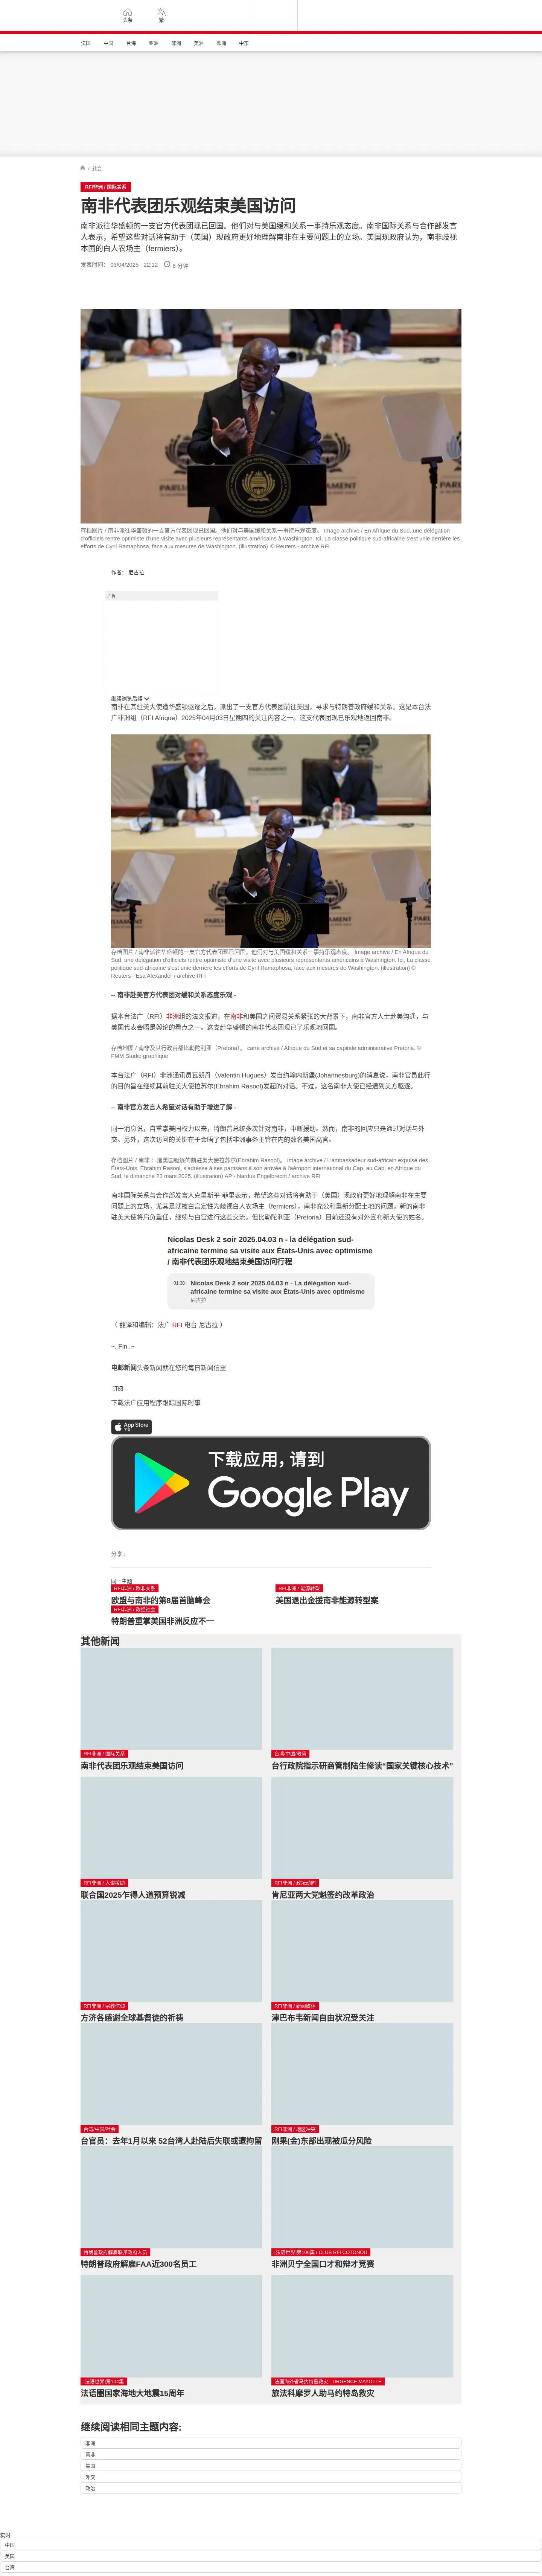 头条
繁
法国
中国
台海
亚洲
非洲
美洲
欧洲
中东
/ 社会
RFI非洲 / 国际关系
南非代表团乐观结束美国访问
南非派往华盛顿的一支官方代表团现已回国。他们对与美国缓和关系一事持乐观态度。南非国际关系与合作部发言
人表示，希望这些对话将有助于（美国）现政府更好地理解南非在主要问题上的立场。美国现政府认为，南非歧视
本国的白人农场主（fermiers）。
发表时间： 03/04/2025 - 22:12 8 分钟
存档图片 / 南非派往华盛顿的一支官方代表团现已回国。他们对与美国缓和关系一事持乐观态度。 Image archive / En Afrique du Sud, une délégation
d'officiels rentre optimiste d'une visite avec plusieurs représentants américains à Washington. Ici, La classe politique sud-africaine s'est unie derrière les
efforts de Cyril Ramaphosa, face aux mesures de Washington. (illustration) © Reuters - archive RFI
作者： 尼古拉
广告
继续浏览后续
南非在其驻美大使遭华盛顿驱逐之后，派出了一支官方代表团前往美国，寻求与特朗普政府缓和关系。这是本台法
广非洲组（RFI Afrique）2025年04月03日星期四的关注内容之一。这支代表团现已乐观地返回南非。
存档图片 / 南非派往华盛顿的一支官方代表团现已回国。他们对与美国缓和关系一事持乐观态度。 Image archive / En Afrique du
Sud, une délégation d'officiels rentre optimiste d'une visite avec plusieurs représentants américains à Washington. Ici, La classe
politique sud-africaine s'est unie derrière les efforts de Cyril Ramaphosa, face aux mesures de Washington. (illustration) ©
Reuters - Esa Alexander / archive RFI
-- 南非赴美官方代表团对缓和关系态度乐观 -
据本台法广（RFI）非洲组的法文报道，在南非和美国之间贸易关系紧张的大背景下，南非官方人士赴美沟通，与
美国代表会晤是舆论的看点之一。这支赴华盛顿的南非代表团现已了乐观地回国。
存档地图 / 南非及其行政首都比勒陀利亚（Pretoria）。 carte archive / Afrique du Sud et sa capitale administrative Pretoria. ©
FMM Studio graphique
本台法广（RFI）非洲通讯员瓦鹏丹（Valentin Hugues）发自约翰内斯堡(Johannesburg)的消息说，南非官员此行
的目的旨在继续其前驻美大使拉苏尔(Ebrahim Rasool)发起的对话。不过，这名南非大使已经遭到美方驱逐。
-- 南非官方发言人希望对话有助于增进了解 -
同一消息说，自重掌美国权力以来，特朗普总统多次针对南非，中断援助。然而，南非的回应只是通过对话与外
交。另外，这次访问的关键在于会晤了包括非洲事务主管在内的数名美国高官。
存档图片 / 南非 ：遭美国驱逐的前驻美大使拉苏尔(Ebrahim Rasool)。 Image archive / L'ambassadeur sud-africain expulsé des
États-Unis, Ebrahim Rasool, s'adresse à ses partisans à son arrivée à l'aéroport international du Cap, au Cap, en Afrique du
Sud, le dimanche 23 mars 2025. (illustration) AP - Nardus Engelbrecht / archive RFI
南非国际关系与合作部发言人克里斯平·菲里表示，希望这些对话将有助于（美国）现政府更好地理解南非在主要
问题上的立场，尤其是就被白宫定性为歧视白人农场主（fermiers），南非充公和重新分配土地的问题。新的南非
驻美大使将肩负重任，继续与白宫进行这些交流。但比勒陀利亚（Pretoria）目前还没有对外宣布新大使的姓名。
Nicolas Desk 2 soir 2025.04.03 n - la délégation sud-
africaine termine sa visite aux États-Unis avec optimisme
/ 南非代表团乐观地结束美国访问行程
01:38
Nicolas Desk 2 soir 2025.04.03 n - La délégation sud-
africaine termine sa visite aux États-Unis avec optimisme
尼古拉
（ 翻译和编辑：法广 RFI 电台 尼古拉 ）
~. Fin .~
电邮新闻头条新闻就在您的每日新闻信里
订阅
下载法广应用程序跟踪国际时事
App Store
下载
下载应用，请到
Google Play
分享 :
同一主题
RFI非洲 / 欧非关系
欧盟与南非的第8届首脑峰会
RFI非洲 / 能源转型
美国退出金援南非能源转型案
RFI非洲 / 政经社会
特朗普重掌美国非洲反应不一
其他新闻
RFI非洲 / 国际关系
南非代表团乐观结束美国访问
台湾/中国/教育
台行政院指示研商管制陆生修读“国家关键核心技术”
RFI非洲 / 人道援助
联合国2025乍得人道预算锐减
RFI非洲 / 政坛动向
肯尼亚两大党魁签约改革政治
RFI非洲 / 宗教信仰
方济各感谢全球基督徒的祈祷
RFI非洲 / 新闻媒体
津巴布韦新闻自由状况受关注
台湾/中国/社会
台官员：去年1月以来 52台湾人赴陆后失联或遭拘留
RFI非洲 / 地区冲突
刚果(金)东部出现被瓜分风险
特朗普政府解雇联邦政府人员
特朗普政府解雇FAA近300名员工
[法语世界]第106集 / CLUB RFI COTONOU
非洲贝宁全国口才和辩才竞赛
[法语世界]第104集
法语圈国家海地大地震15周年
法国海外省马约特岛救灾 - URGENCE MAYOTTE
旅法科摩罗人助马约特岛救灾
继续阅读相同主题内容:
非洲
南非
美国
外交
政治
实时
中国
美国
台湾